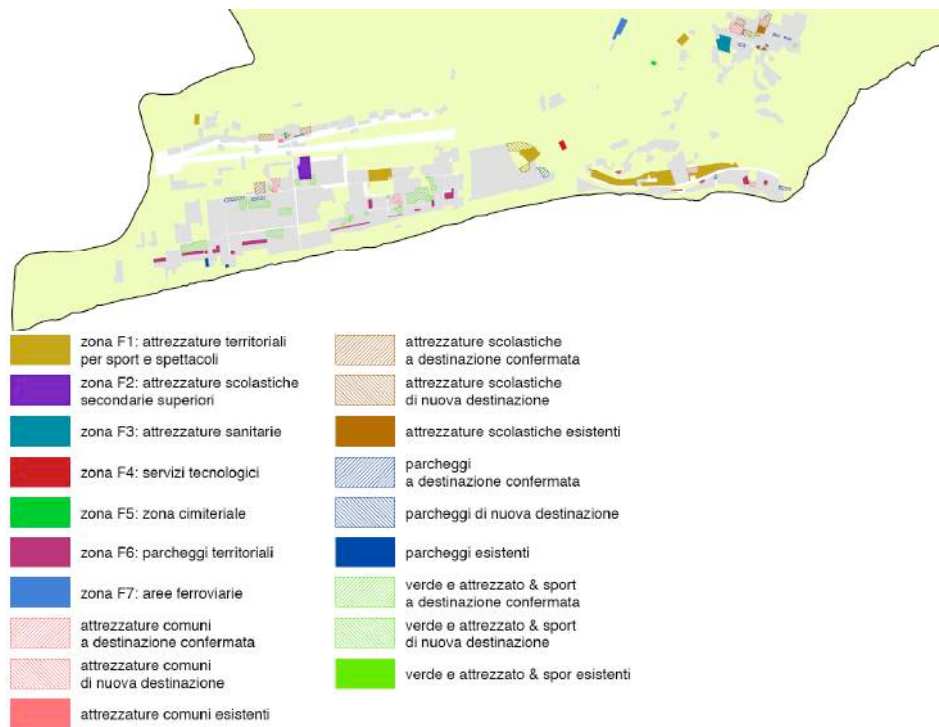 zona F1: attrezzature territoriali
per sport e spettacoli
zona F2: attrezzature scolastiche
secondarie superiori
zona F3: attrezzature sanitarie
zona F4: servizi tecnologici
zona F5: zona cimiteriale
zona F6: parcheggi territoriali
zona F7: aree ferroviarie
attrezzature comuni
a destinazione confermata
attrezzature comuni
di nuova destinazione
attrezzature comuni esistenti
attrezzature scolastiche
a destinazione confermata
attrezzature scolastiche
di nuova destinazione
attrezzature scolastiche esistenti
parcheggi
a destinazione confermata
parcheggi di nuova destinazione
parcheggi esistenti
verde e attrezzato & sport
a destinazione confermata
verde e attrezzato & sport
di nuova destinazione
verde e attrezzato & spor esistenti